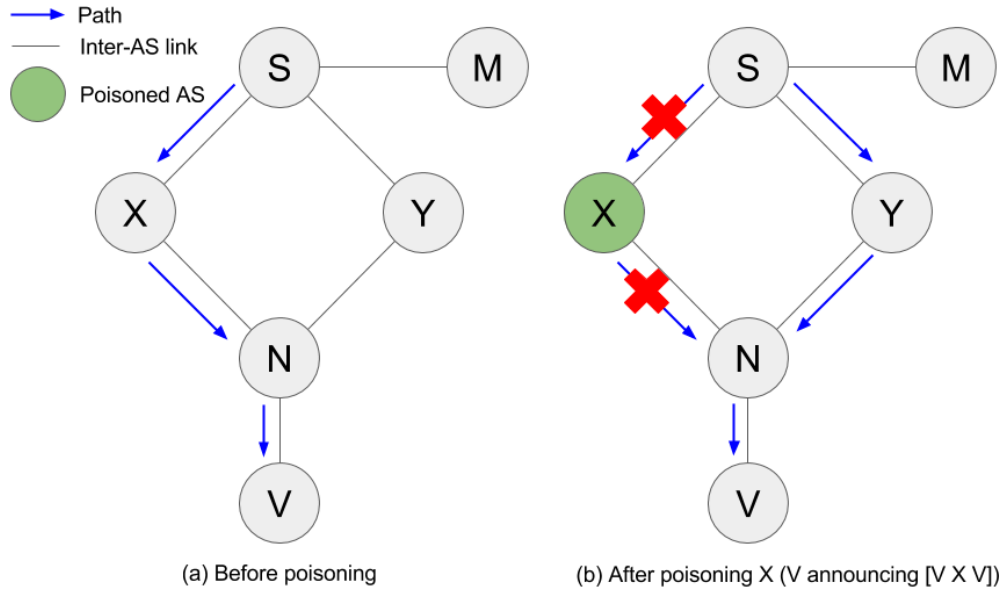 Path
Inter-AS link
Poisoned AS
S M
X Y
N
V
(a) Before poisoning
S M
X Y
N
V
(b) After poisoning X (V announcing [V X V])